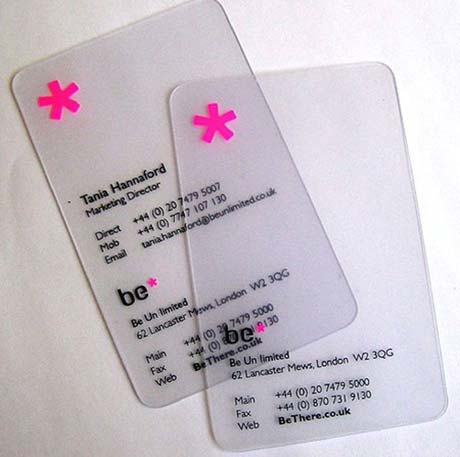 *
Tania Hannaford
Marketing Director
Direct +44 (0) 20 7479 5007
Mob +44 (0) 7747 107 130
Email tania.hannaford@beunlimited.co.uk
be*
Be Un limited
62 Lancaster Mews, London W2 3QG
Main +44 (0) 20 7479 5000
Fax +44 (0) 870 731 9130
Web BeThere.co.uk
*
be*
Be Un limited
62 Lancaster Mews, London W2 3QG
Main +44 (0) 20 7479 5000
Fax +44 (0) 870 731 9130
Web BeThere.co.uk